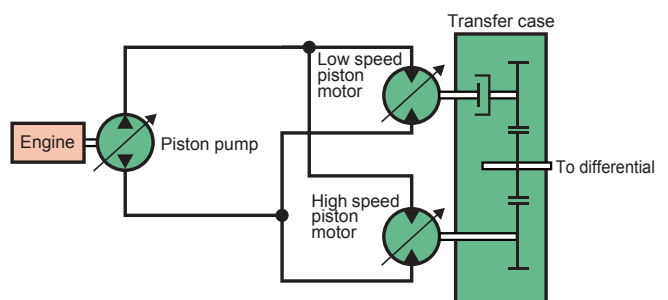 Transfer case
Low speed
piston
motor
Engine
Piston pump
To differential
High speed
piston
motor